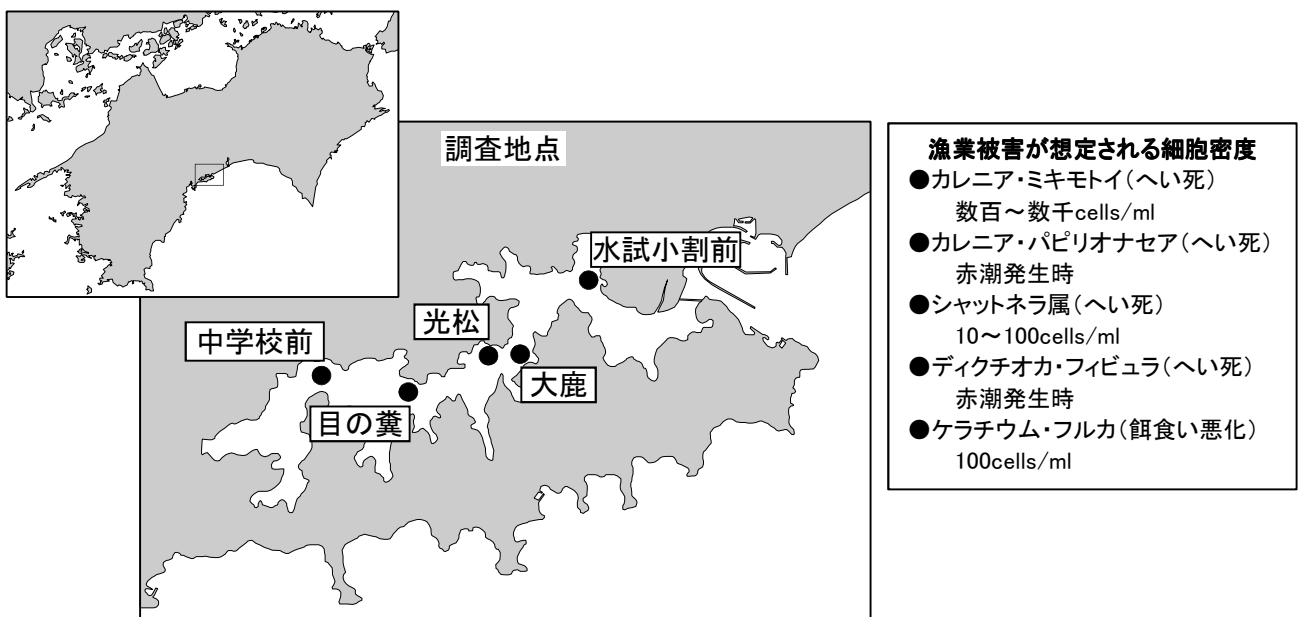 調査地点
水試小割前
光松
中学校前
大鹿
目の糞
漁業被害が想定される細胞密度
●カレニア・ミキモトイ(へい死)
数百～数千cells/ml
●カレニア・パピリオナセア(へい死)
赤潮発生時
●シャットネラ属(へい死)
10～100cells/ml
●ディクチオカ・フィビュラ(へい死)
赤潮発生時
●ケラチウム・フルカ(餌食い悪化)
100cells/ml